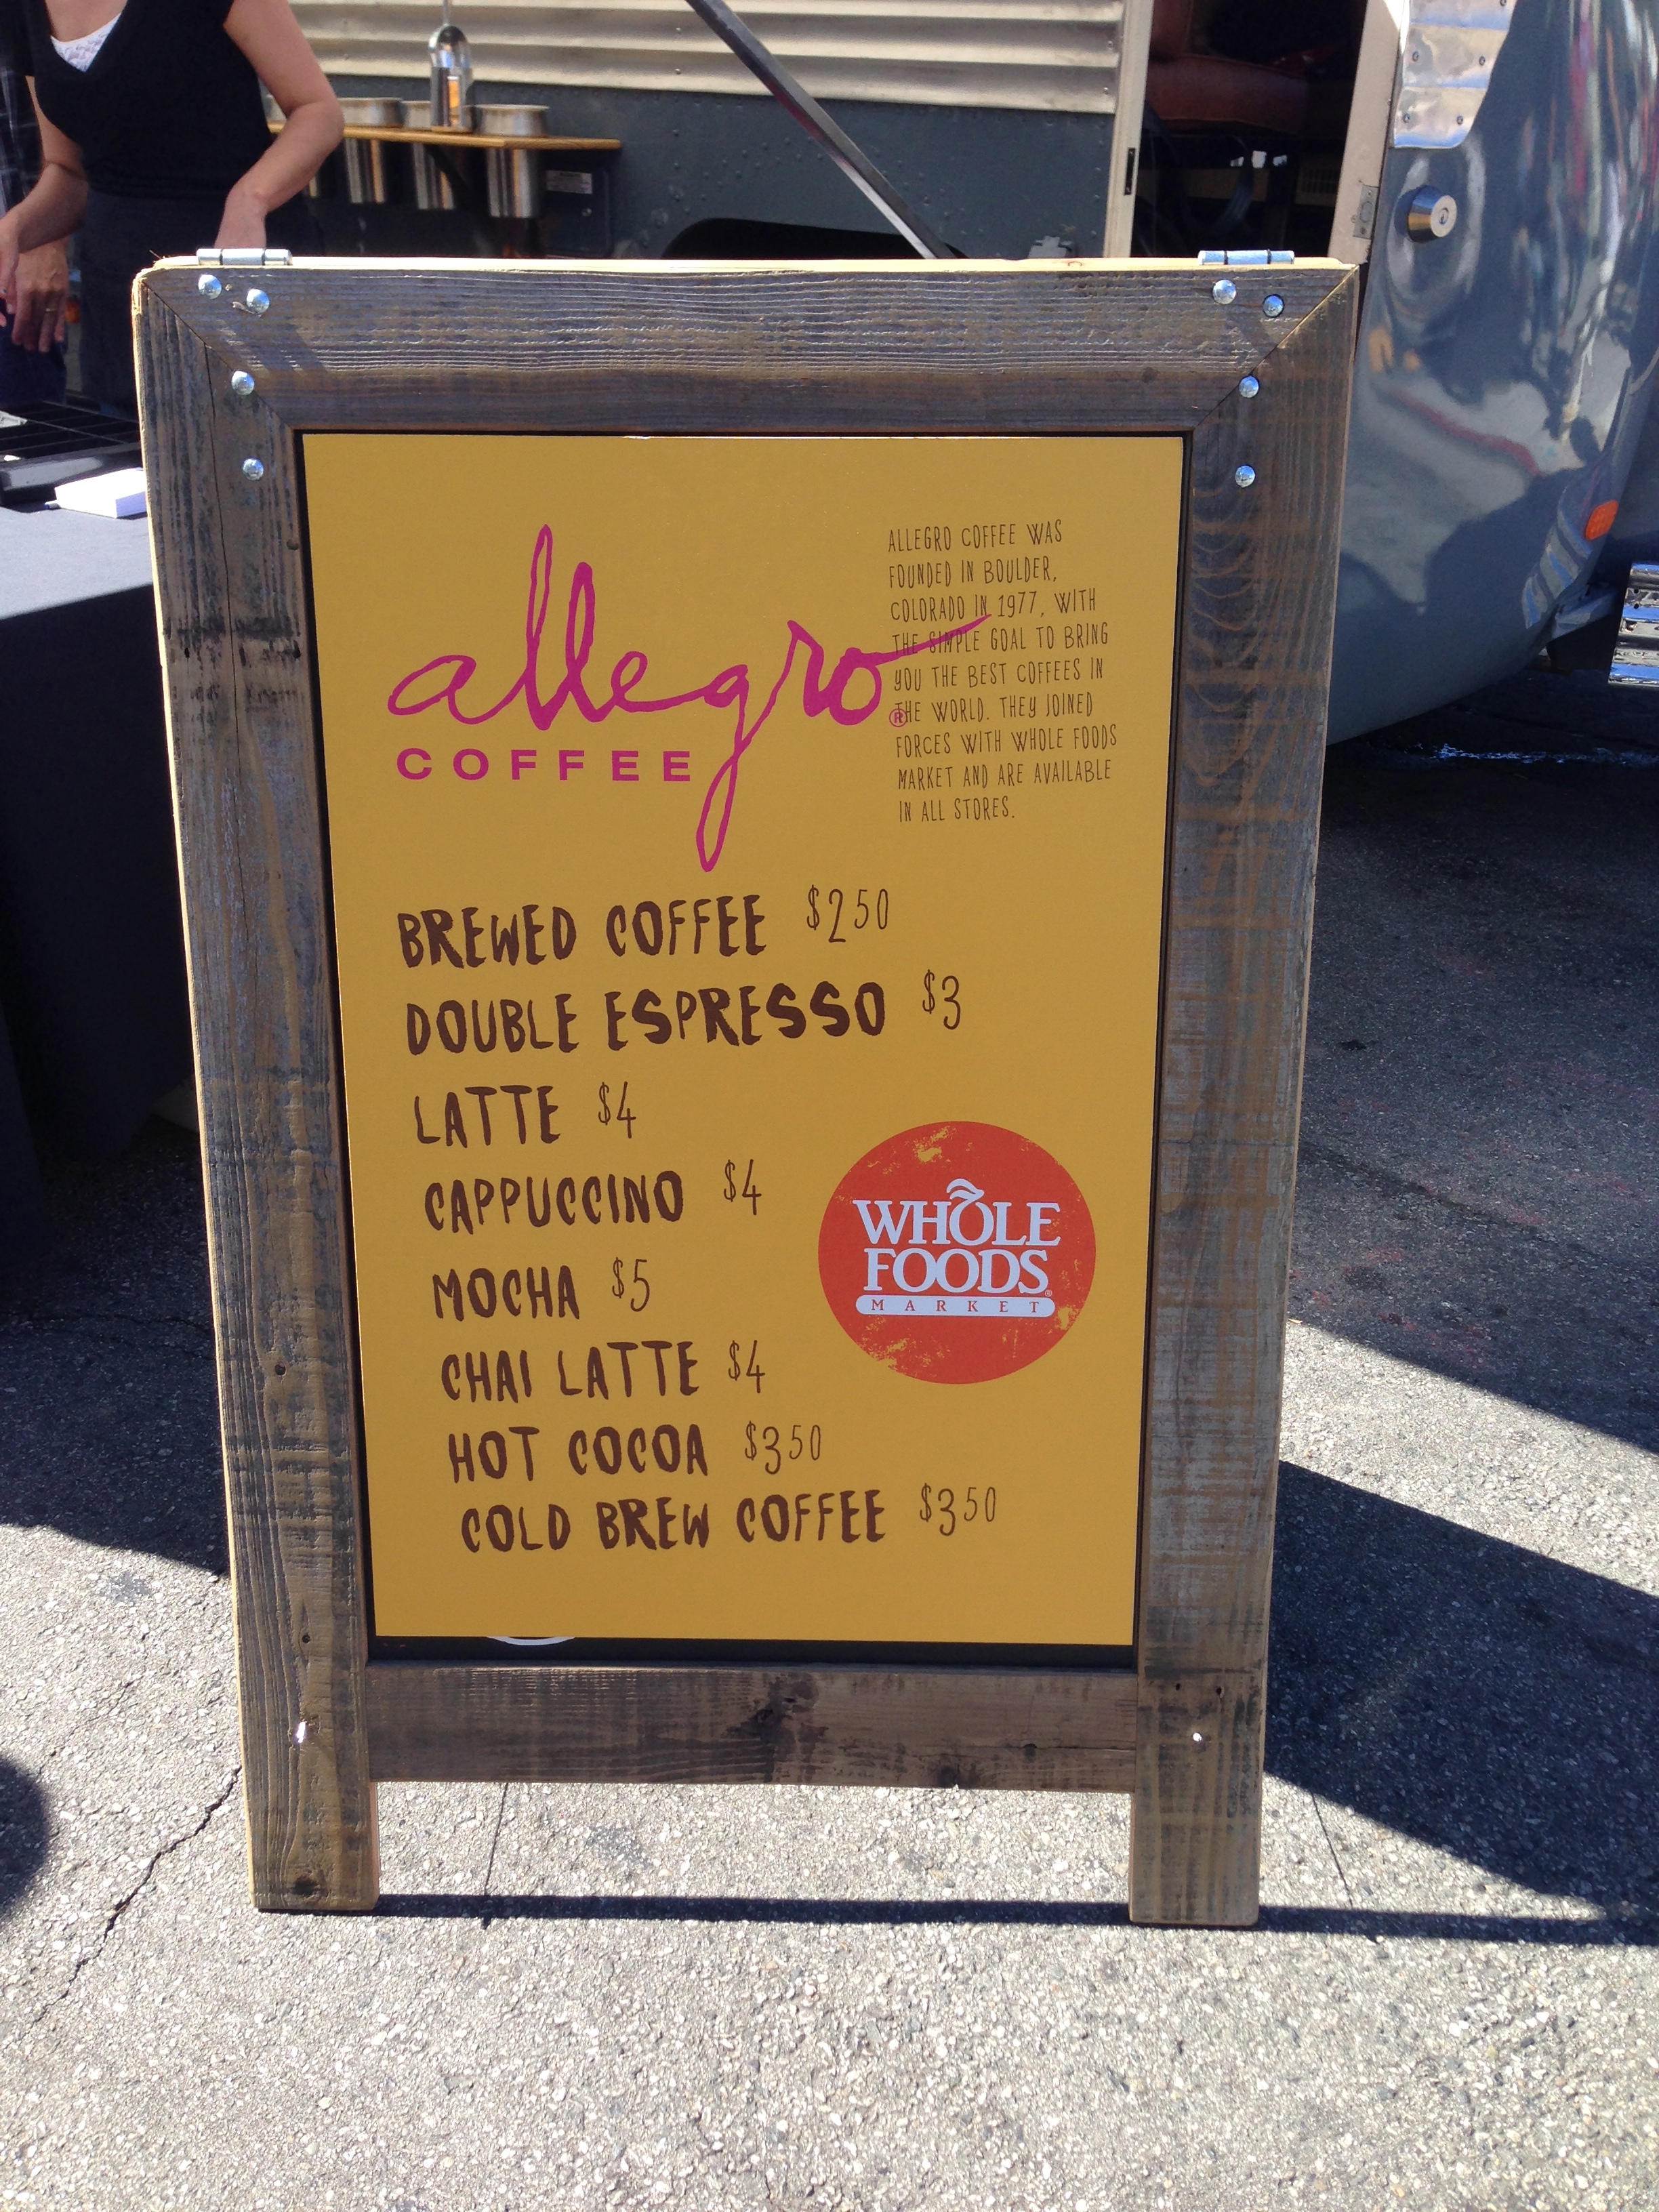 allegro®
COFFEE
ALLEGRO COFFEE WAS
FOUNDED IN BOULDER,
COLORADO IN 1977, WITH
THE SIMPLE GOAL TO BRING
YOU THE BEST COFFEES IN
THE WORLD. THEY JOINED
FORCES WITH WHOLE FOODS
MARKET AND ARE AVAILABLE
IN ALL STORES.
BREWED COFFEE $250
DOUBLE ESPRESSO $3
LATTE $4
CAPPUCCINO $4
MOCHA $5
CHAI LATTE $4
HOT COCOA $350
COLD BREW COFFEE $350
WHOLE
FOODS®
MARKET